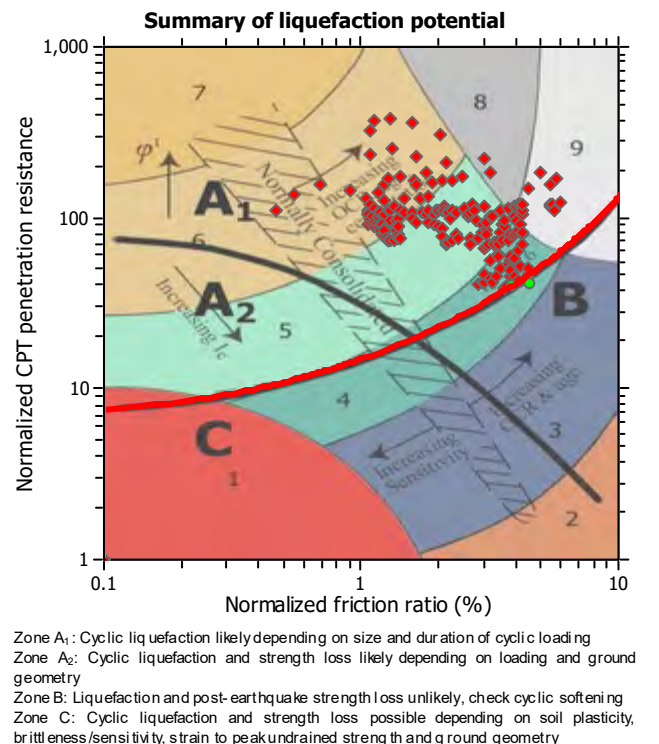 Summary of liquefaction potential
1,000
100
10
1
Normalized CPT penetration resistance
7
8
9
φ'
A1
6
Normally Consolidated
Increasing
A2
Increasing Ic
5
B
4
Increasing
OCR & age
3
C
1
Increasing
Sensitivity
2
0.1
1
10
Normalized friction ratio (%)
Zone A1: Cyclic liquefaction likely depending on size and duration of cyclic loading
Zone A2: Cyclic liquefaction and strength loss likely depending on loading and ground
geometry
Zone B: Liquefaction and post-earthquake strength loss unlikely, check cyclic softening
Zone C: Cyclic liquefaction and strength loss possible depending on soil plasticity,
brittleness/sensitivity, strain to peak undrained strength and ground geometry